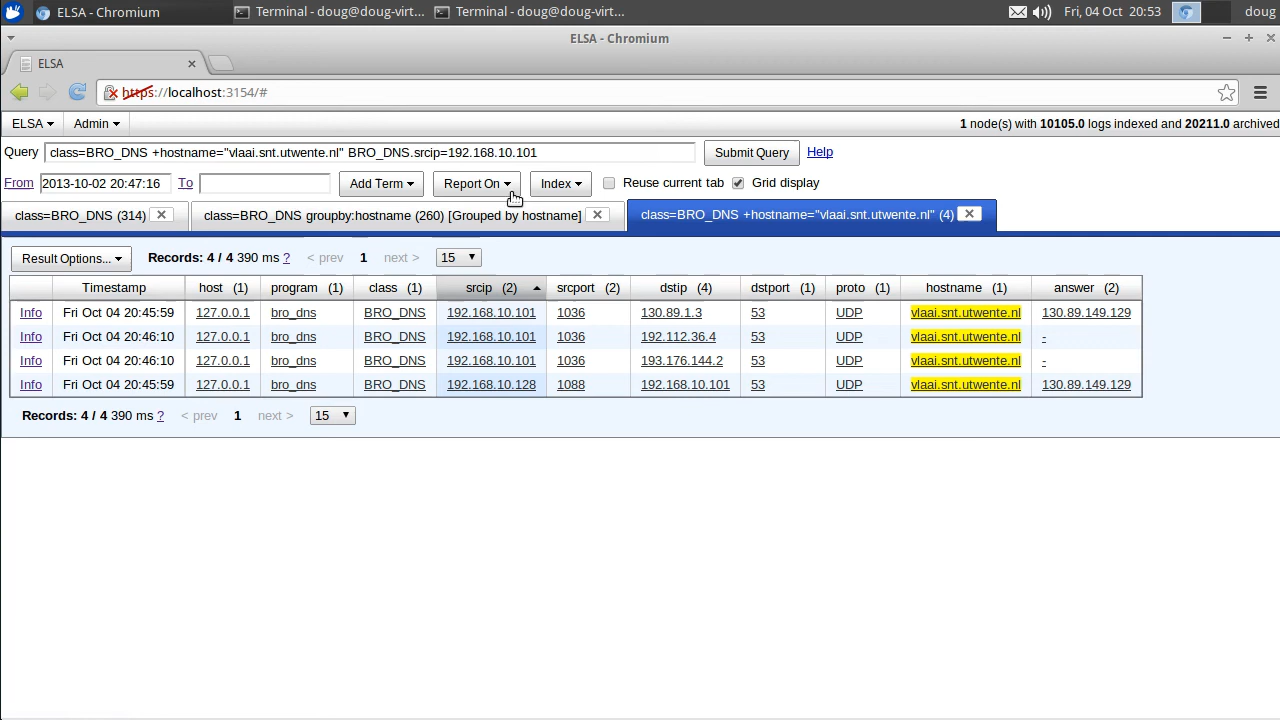 ELSA - Chromium Terminal - doug@doug-virt... Terminal - doug@doug-virt... Fri, 04 Oct 20:53 doug
ELSA - Chromium
ELSA
https://localhost:3154/#
ELSA Admin 1 node(s) with 10105.0 logs indexed and 20211.0 archived
Query class=BRO_DNS +hostname="vlaai.snt.utwente.nl" BRO_DNS.srcip=192.168.10.101 Submit Query Help
From 2013-10-02 20:47:16 To Add Term Report On Index Reuse current tab Grid display
class=BRO_DNS (314) class=BRO_DNS groupby:hostname (260) [Grouped by hostname] class=BRO_DNS +hostname="vlaai.snt.utwente.nl" (4)
Result Options... Records: 4 / 4 390 ms ? < prev 1 next > 15
Timestamp host (1) program (1) class (1) srcip (2) srcport (2) dstip (4) dstport (1) proto (1) hostname (1) answer (2)
Info Fri Oct 04 20:45:59 127.0.0.1 bro_dns BRO_DNS 192.168.10.101 1036 130.89.1.3 53 UDP vlaai.snt.utwente.nl 130.89.149.129
Info Fri Oct 04 20:46:10 127.0.0.1 bro_dns BRO_DNS 192.168.10.101 1036 192.112.36.4 53 UDP vlaai.snt.utwente.nl -
Info Fri Oct 04 20:46:10 127.0.0.1 bro_dns BRO_DNS 192.168.10.101 1036 193.176.144.2 53 UDP vlaai.snt.utwente.nl -
Info Fri Oct 04 20:45:59 127.0.0.1 bro_dns BRO_DNS 192.168.10.128 1088 192.168.10.101 53 UDP vlaai.snt.utwente.nl 130.89.149.129
Records: 4 / 4 390 ms ? < prev 1 next > 15